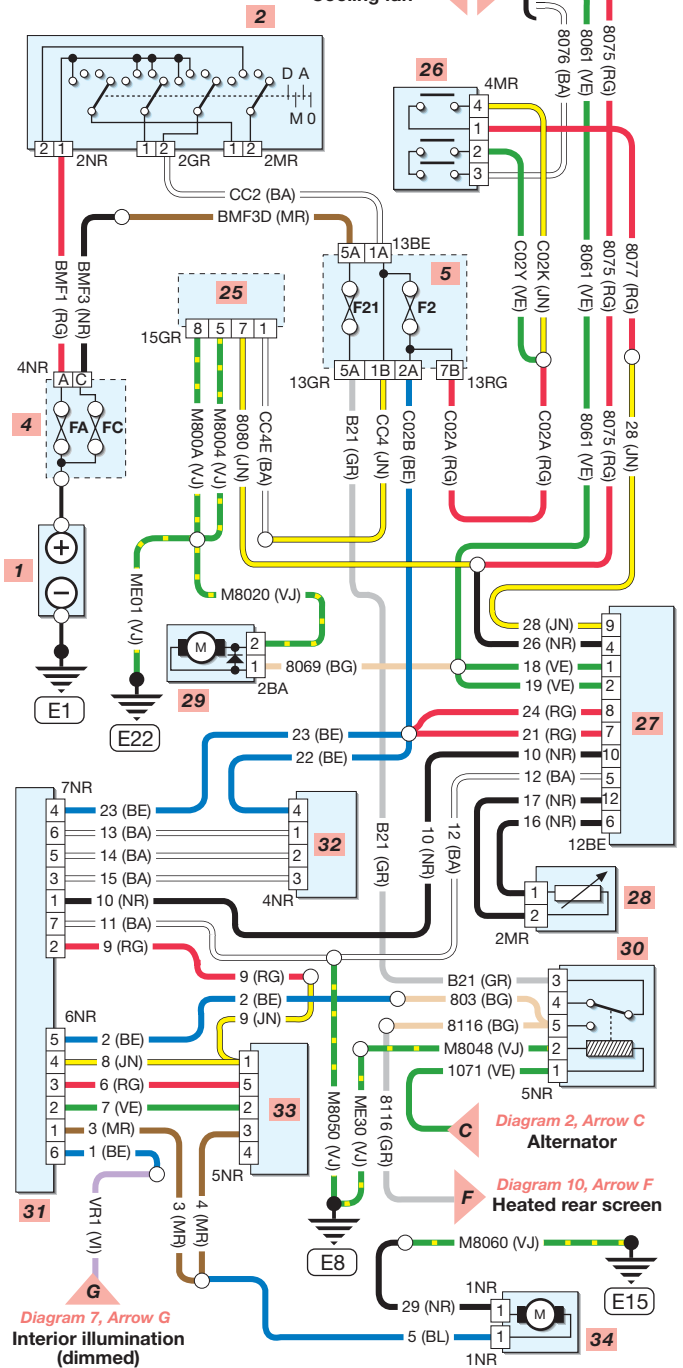 Cooling fan
2
8076 (BA)
8061 (VE)
8075 (RG)
D A
M 0
2 1 2NR
1 2 2GR
1 2 2MR
26
4MR
4
1
2
3
CC2 (BA)
BMF3D (MR)
BMF1 (RG)
BMF3 (NR)
5A 1A 13BE
5
F21
F2
C02Y (VE)
C02K (JN)
8061 (VE)
8075 (RG)
8077 (RG)
25
15GR
8 5 7 1
4NR
A C
4
FA FC
13GR
5A 1B 2A 7B
13RG
M800A (VJ)
M8004 (VJ)
8080 (JN)
CC4E (BA)
B21 (GR)
CC4 (JN)
C02B (BE)
C02A (RG)
C02A (RG)
8061 (VE)
8075 (RG)
28 (JN)
1
+
−
E1
ME01 (VJ)
E22
M8020 (VJ)
M
2
1
8069 (BG)
2BA
29
28 (JN) 9
26 (NR) 4
18 (VE) 1
19 (VE) 2
24 (RG) 8
21 (RG) 7
10 (NR) 10
12 (BA) 5
17 (NR) 12
16 (NR) 6
12BE
27
23 (BE)
22 (BE)
7NR
4 23 (BE) 4
6 13 (BA) 1
5 14 (BA) 2
3 15 (BA) 3
1 10 (NR)
7 11 (BA)
2 9 (RG)
32
4NR
B21 (GR)
10 (NR)
12 (BA)
1
2
2MR
28
30
9 (RG)
2 (BE)
9 (JN)
B21 (GR) 3
803 (BG) 4
8116 (BG) 5
M8048 (VJ) 2
1071 (VE) 1
5NR
6NR
5 2 (BE)
4 8 (JN) 1
3 6 (RG) 5
2 7 (VE) 2
1 3 (MR) 3
6 1 (BE) 4
33
5NR
31
M8050 (VJ)
ME30 (VJ)
8116 (GR)
C
Diagram 2, Arrow C
Alternator
F
Diagram 10, Arrow F
Heated rear screen
VR1 (VI)
3 (MR)
4 (MR)
E8
G
Diagram 7, Arrow G
Interior illumination
(dimmed)
M8060 (VJ)
E15
1NR
29 (NR) 1
M
5 (BL) 1
1NR
34